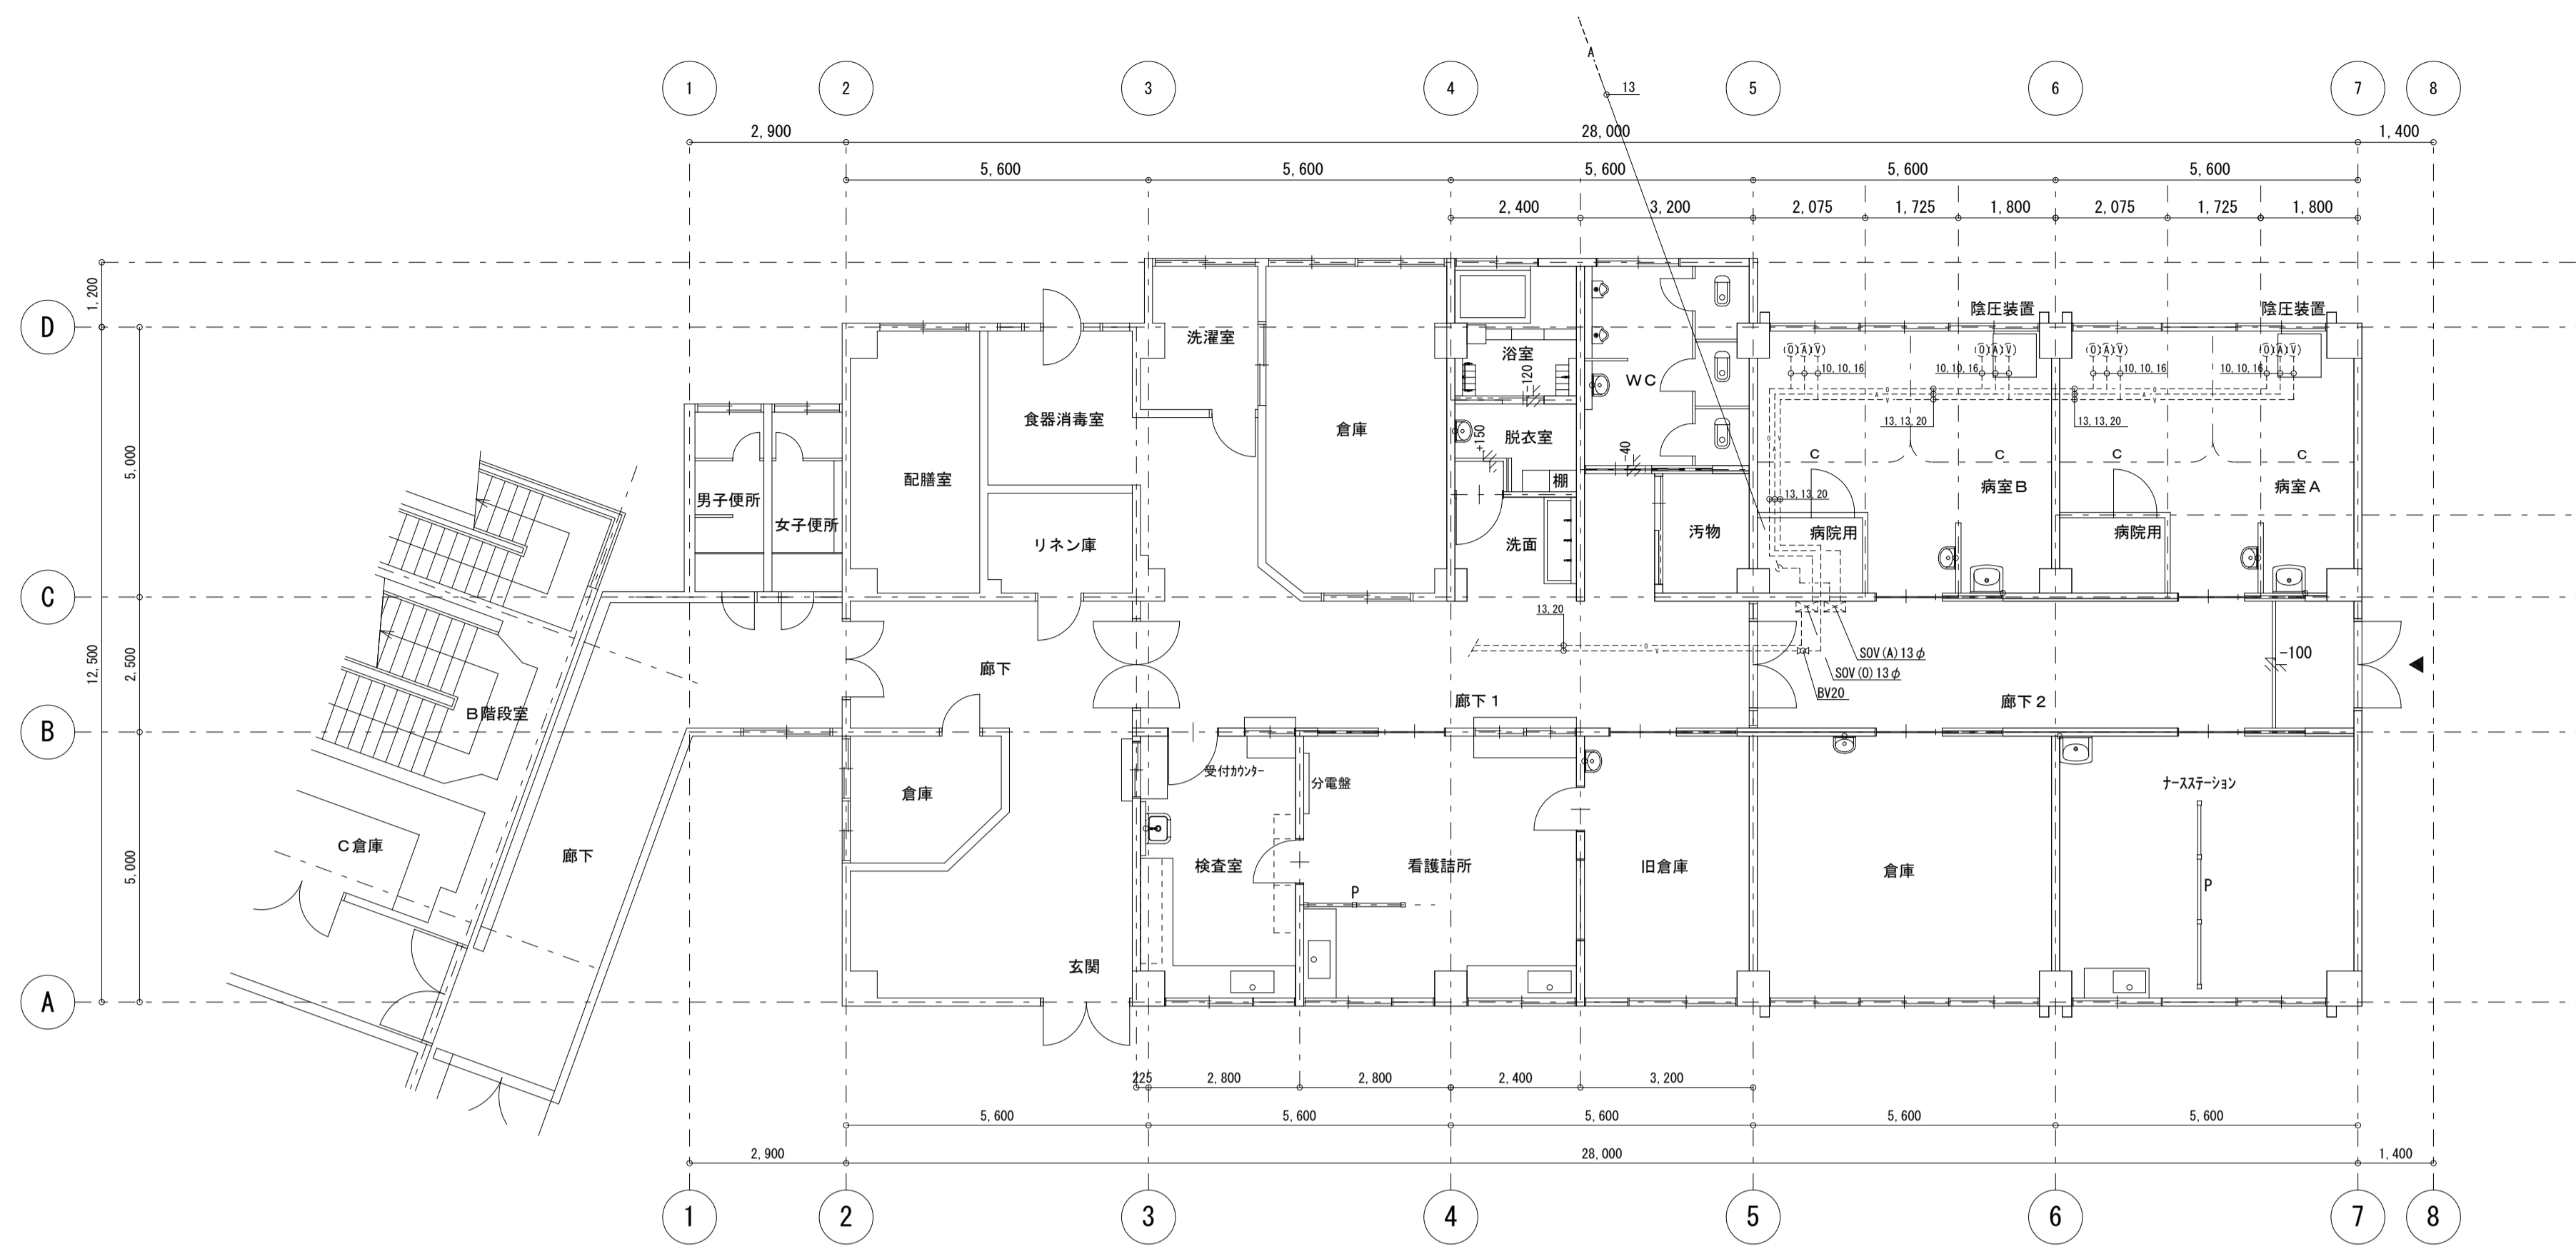 A
13
1
2
3
4
5
6
7
8
2,900
28,000
1,400
5,600
5,600
5,600
5,600
5,600
2,400
3,200
2,075
1,725
1,800
2,075
1,725
1,800
1,200
D
陰圧装置
陰圧装置
洗濯室
浴室
-120
WC
(O)(A)(V)
(O)(A)(V)
(O)(A)(V)
(O)(A)(V)
10,10,16
10,10,16
10,10,16
10,10,16
O
A
V
O
A
V
13,13,20
13,13,20
食器消毒室
倉庫
+150
脱衣室
-40
O
A
V
5,000
配膳室
棚
C
C
C
C
病室B
病室A
男子便所
女子便所
13,13,20
リネン庫
洗面
汚物
病院用
病院用
C
13,20
12,500
2,500
廊下
O
V
SOV(A)13φ
SOV(O)13φ
BV20
-100
廊下1
廊下2
B階段室
B
受付カウンター
分電盤
ナースステーション
倉庫
C倉庫
廊下
5,000
検査室
看護詰所
旧倉庫
倉庫
P
P
玄関
A
225
2,800
2,800
2,400
3,200
5,600
5,600
5,600
5,600
5,600
2,900
28,000
1,400
1
2
3
4
5
6
7
8